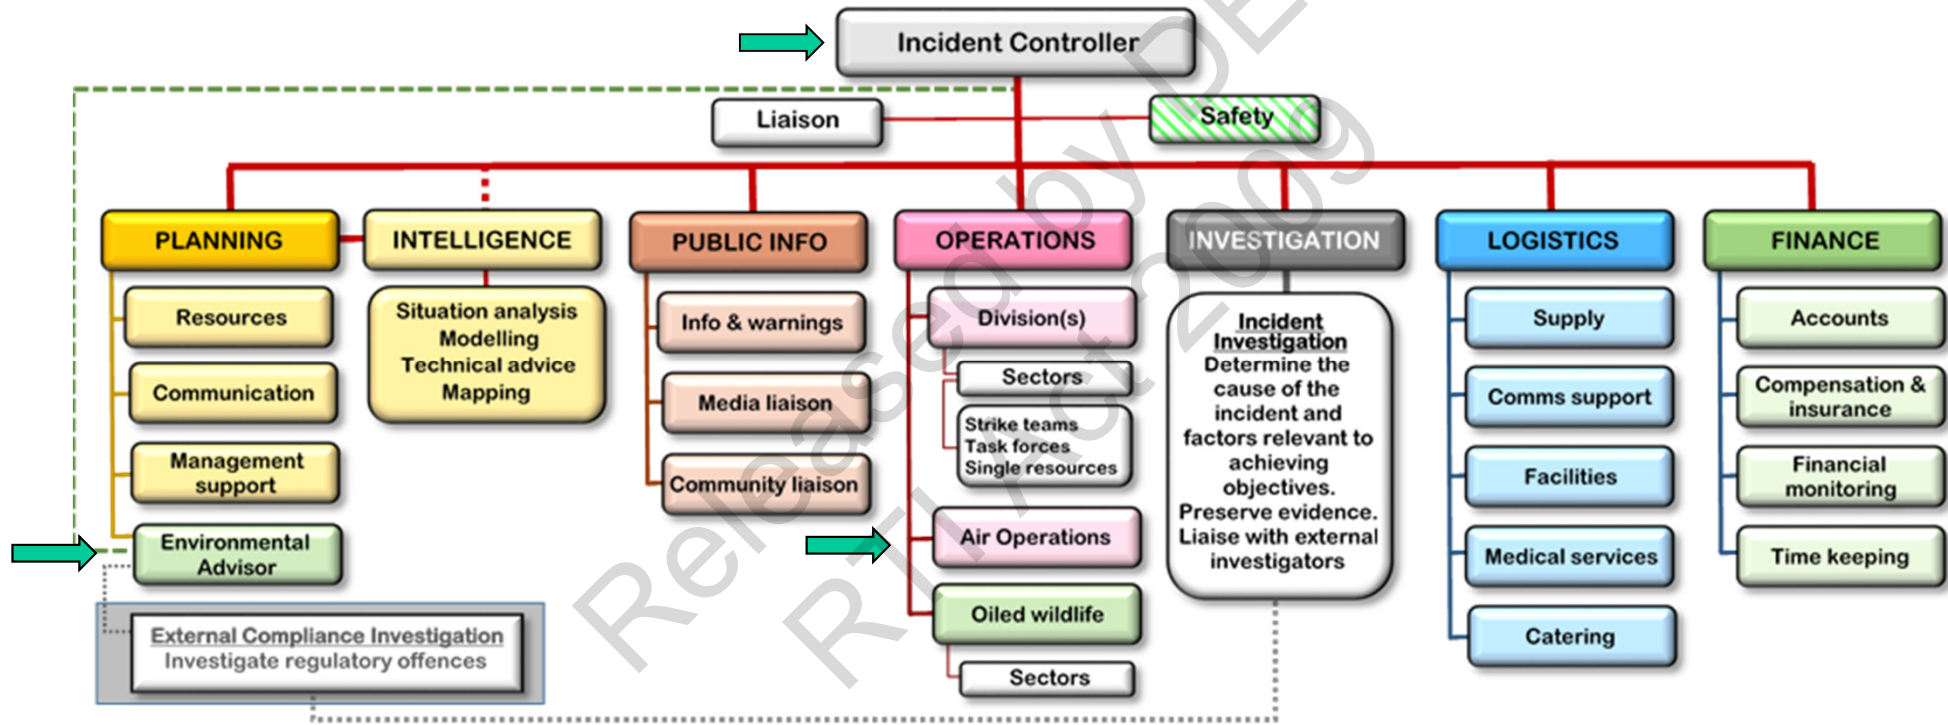 Incident Controller
Liaison
Safety
PLANNING
INTELLIGENCE
PUBLIC INFO
OPERATIONS
INVESTIGATION
LOGISTICS
FINANCE
Resources
Communication
Management
support
Environmental
Advisor
External Compliance Investigation
Investigate regulatory offences
Situation analysis
Modelling
Technical advice
Mapping
Info & warnings
Media liaison
Community liaison
Division(s)
Sectors
Strike teams
Task forces
Single resources
Air Operations
Oiled wildlife
Sectors
Incident
Investigation
Determine the
cause of the
incident and
factors relevant to
achieving
objectives.
Preserve evidence.
Liaise with external
investigators
Supply
Comms support
Facilities
Medical services
Catering
Accounts
Compensation &
insurance
Financial
monitoring
Time keeping
Released by DE
RTI Act 2009